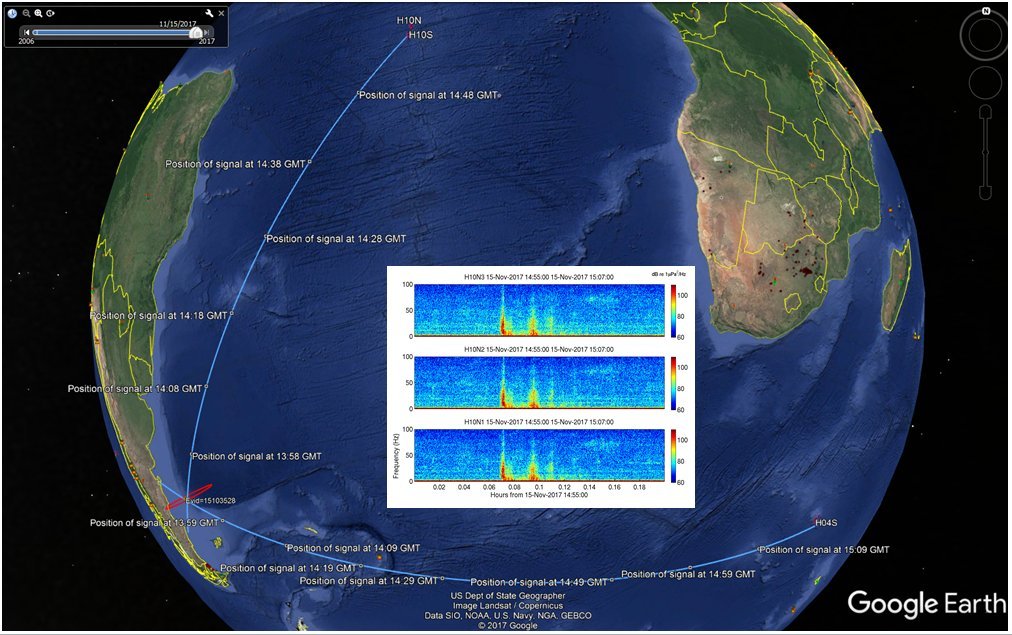 11/15/2017
2006
2017
N
H10N
H10S
Position of signal at 14:48 GMT
Position of signal at 14:38 GMT
Position of signal at 14:28 GMT
Position of signal at 14:18 GMT
Position of signal at 14:08 GMT
Position of signal at 13:58 GMT
Evid=15103528
Position of signal at 13:59 GMT
Position of signal at 14:09 GMT
Position of signal at 14:19 GMT
Position of signal at 14:29 GMT
Position of signal at 14:49 GMT
Position of signal at 14:59 GMT
Position of signal at 15:09 GMT
H04S
H10N3 15-Nov-2017 14:55:00 15-Nov-2017 15:07:00
dB re 1µPa²/Hz
100
50
0
100
80
60
H10N2 15-Nov-2017 14:55:00 15-Nov-2017 15:07:00
100
50
0
100
80
60
H10N1 15-Nov-2017 14:55:00 15-Nov-2017 15:07:00
Frequency (Hz)
100
50
0
100
80
60
0.02 0.04 0.06 0.08 0.1 0.12 0.14 0.16 0.18
Hours from 15-Nov-2017 14:55:00
US Dept of State Geographer
Image Landsat / Copernicus
Data SIO, NOAA, U.S. Navy, NGA, GEBCO
© 2017 Google
Google Earth